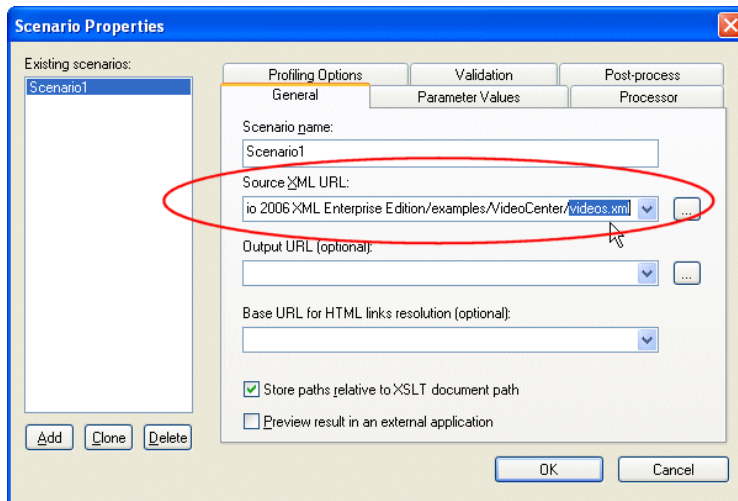 Scenario Properties
Existing scenarios:
Scenario1
Profiling Options
Validation
Post-process
General
Parameter Values
Processor
Scenario name:
Scenario1
Source XML URL:
io 2006 XML Enterprise Edition/examples/VideoCenter/videos.xml
...
Output URL (optional):
...
Base URL for HTML links resolution (optional):
Store paths relative to XSLT document path
Preview result in an external application
Add
Clone
Delete
OK
Cancel